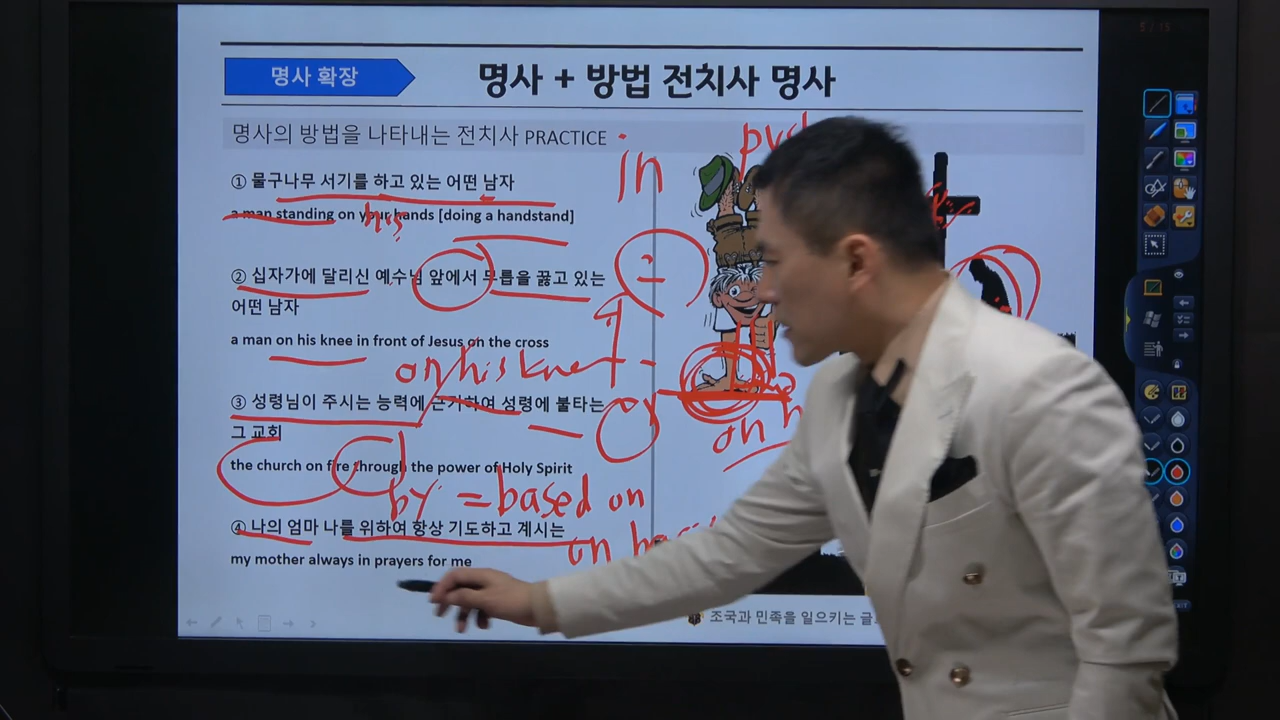 명사 확장
명사 + 방법 전치사 명사
명사의 방법을 나타내는 전치사 PRACTICE
in
① 물구나무 서기를 하고 있는 어떤 남자
a man standing on your hands [doing a handstand]
his
② 십자가에 달리신 예수님 앞에서 무릎을 꿇고 있는
어떤 남자
a man on his knee in front of Jesus on the cross
on his knee
③ 성령님이 주시는 능력에 근거하여 성령에 불타는
그 교회
on
the church on fire through the power of Holy Spirit
by = based on
④ 나의 엄마 나를 위하여 항상 기도하고 계시는
on
my mother always in prayers for me
조국과 민족을 일으키는
5 / 15